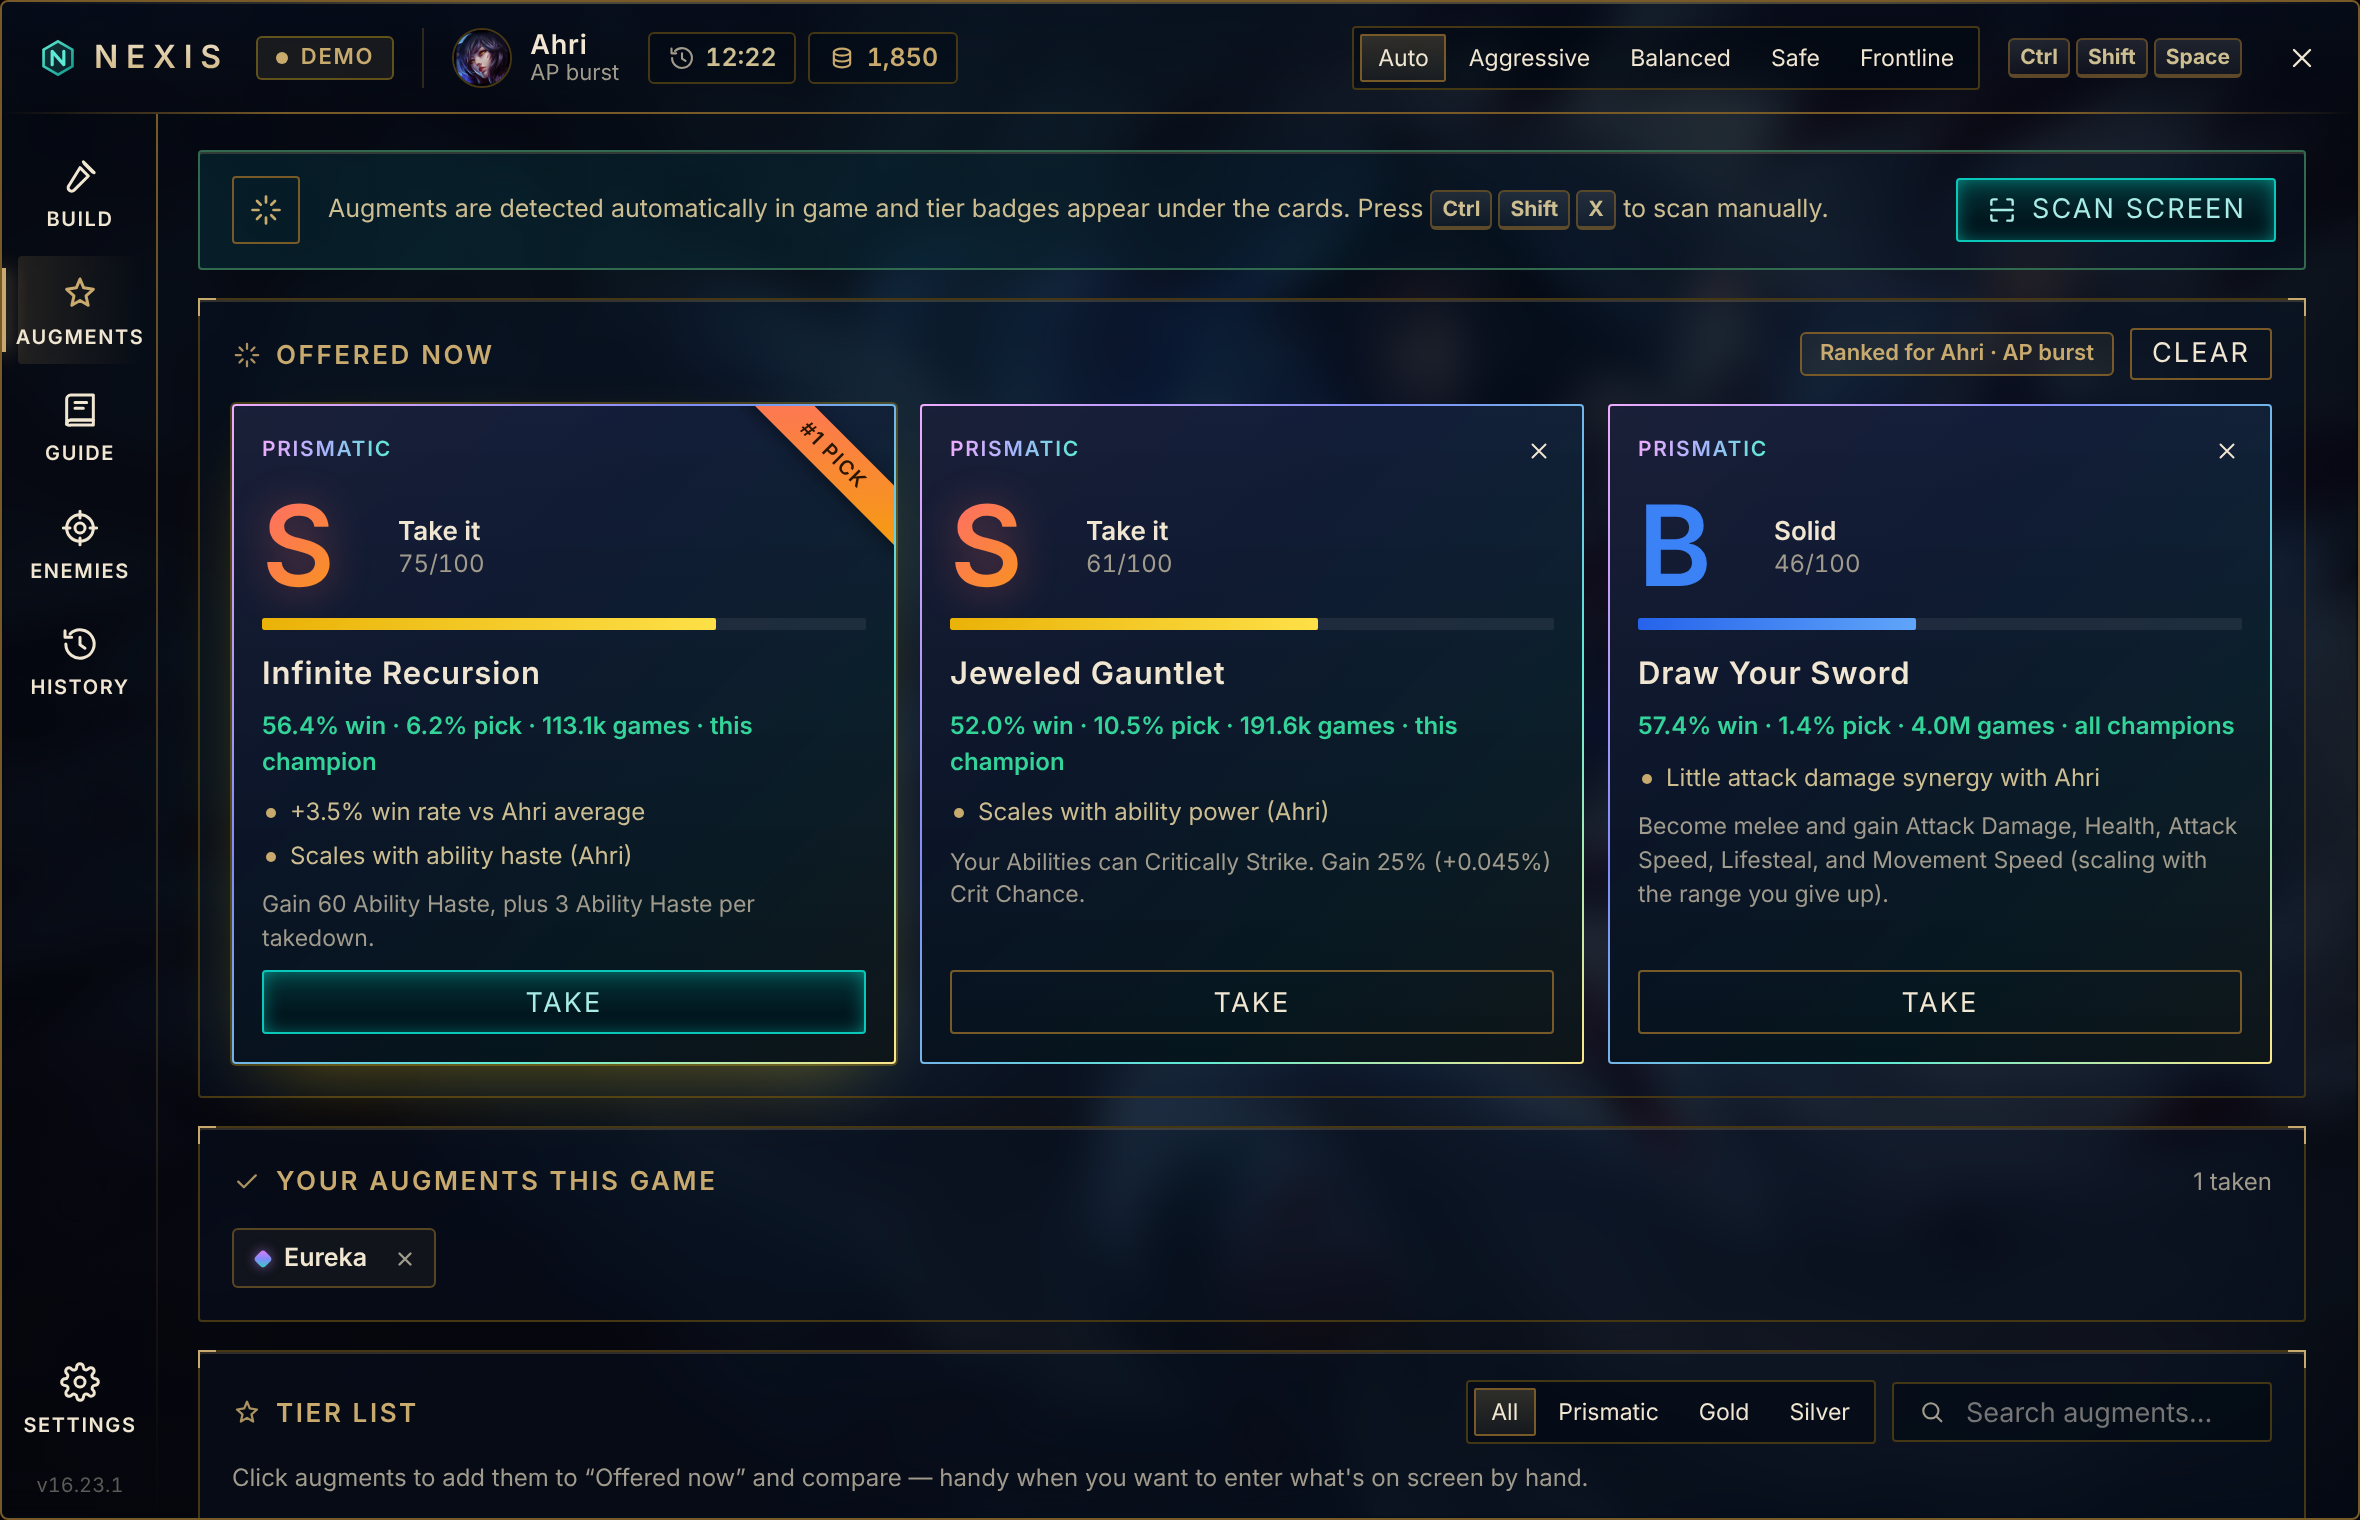 NEXIS
DEMO
Ahri
AP burst
12:22
1,850
Auto
Aggressive
Balanced
Safe
Frontline
Ctrl
Shift
Space
BUILD
AUGMENTS
GUIDE
ENEMIES
HISTORY
SETTINGS
v16.23.1
Augments are detected automatically in game and tier badges appear under the cards. Press Ctrl Shift X to scan manually.
SCAN SCREEN
OFFERED NOW
Ranked for Ahri · AP burst
CLEAR
PRISMATIC
#1 PICK
S
Take it
75/100
Infinite Recursion
56.4% win · 6.2% pick · 113.1k games · this
champion
+3.5% win rate vs Ahri average
Scales with ability haste (Ahri)
Gain 60 Ability Haste, plus 3 Ability Haste per
takedown.
TAKE
PRISMATIC
S
Take it
61/100
Jeweled Gauntlet
52.0% win · 10.5% pick · 191.6k games · this
champion
Scales with ability power (Ahri)
Your Abilities can Critically Strike. Gain 25% (+0.045%)
Crit Chance.
TAKE
PRISMATIC
B
Solid
46/100
Draw Your Sword
57.4% win · 1.4% pick · 4.0M games · all champions
Little attack damage synergy with Ahri
Become melee and gain Attack Damage, Health, Attack
Speed, Lifesteal, and Movement Speed (scaling with
the range you give up).
TAKE
YOUR AUGMENTS THIS GAME
1 taken
Eureka
TIER LIST
All
Prismatic
Gold
Silver
Search augments...
Click augments to add them to “Offered now” and compare — handy when you want to enter what's on screen by hand.